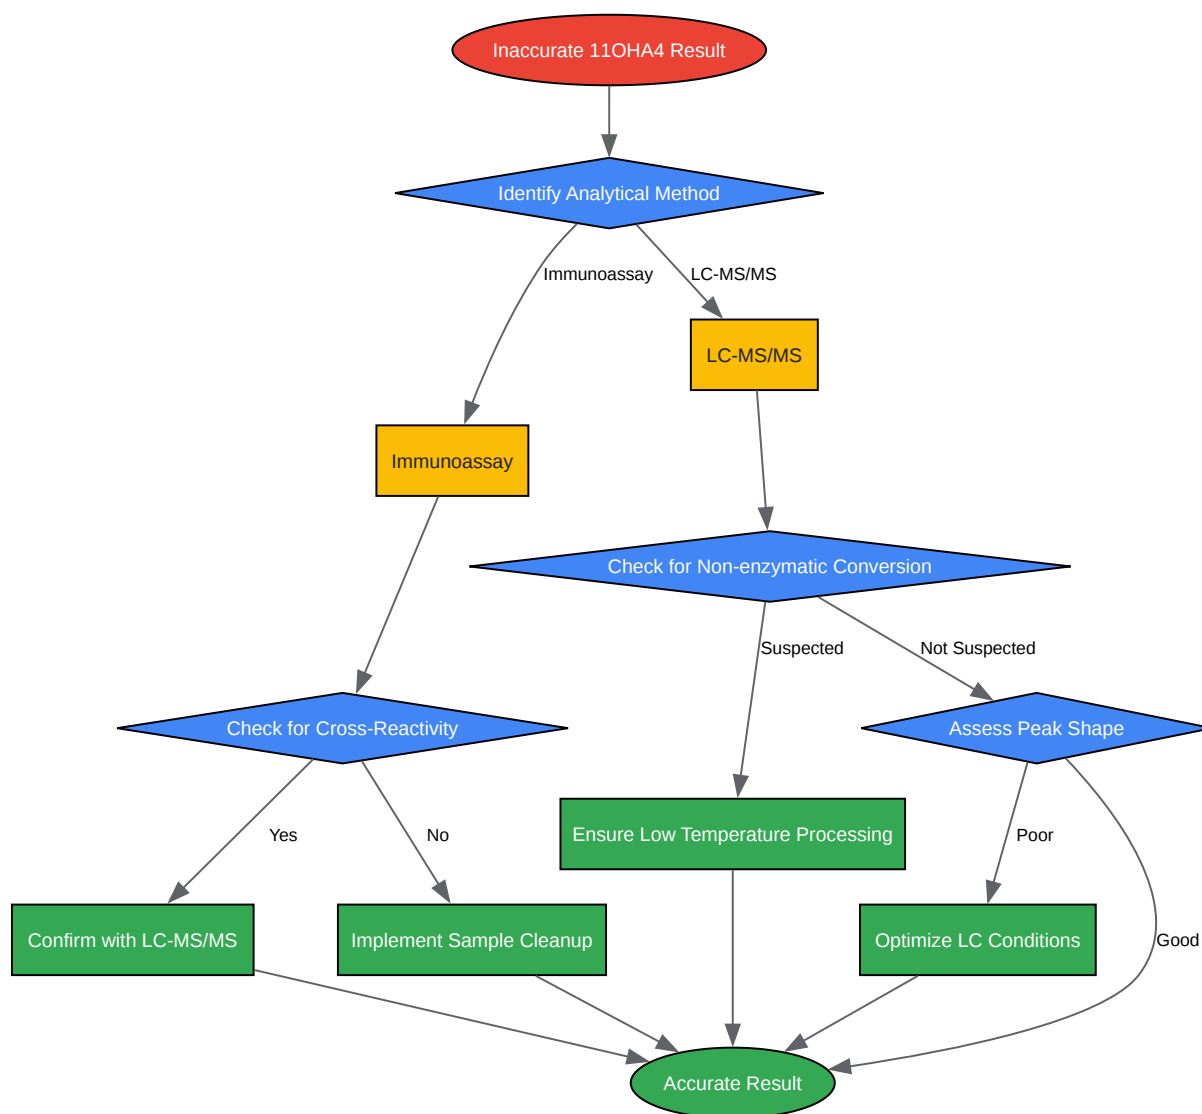 Inaccurate 11OHA4 Result
Identify Analytical Method
Immunoassay
LC-MS/MS
LC-MS/MS
Immunoassay
Check for Non-enzymatic Conversion
Suspected
Not Suspected
Check for Cross-Reactivity
Assess Peak Shape
Yes
No
Ensure Low Temperature Processing
Poor
Confirm with LC-MS/MS
Implement Sample Cleanup
Optimize LC Conditions
Good
Accurate Result